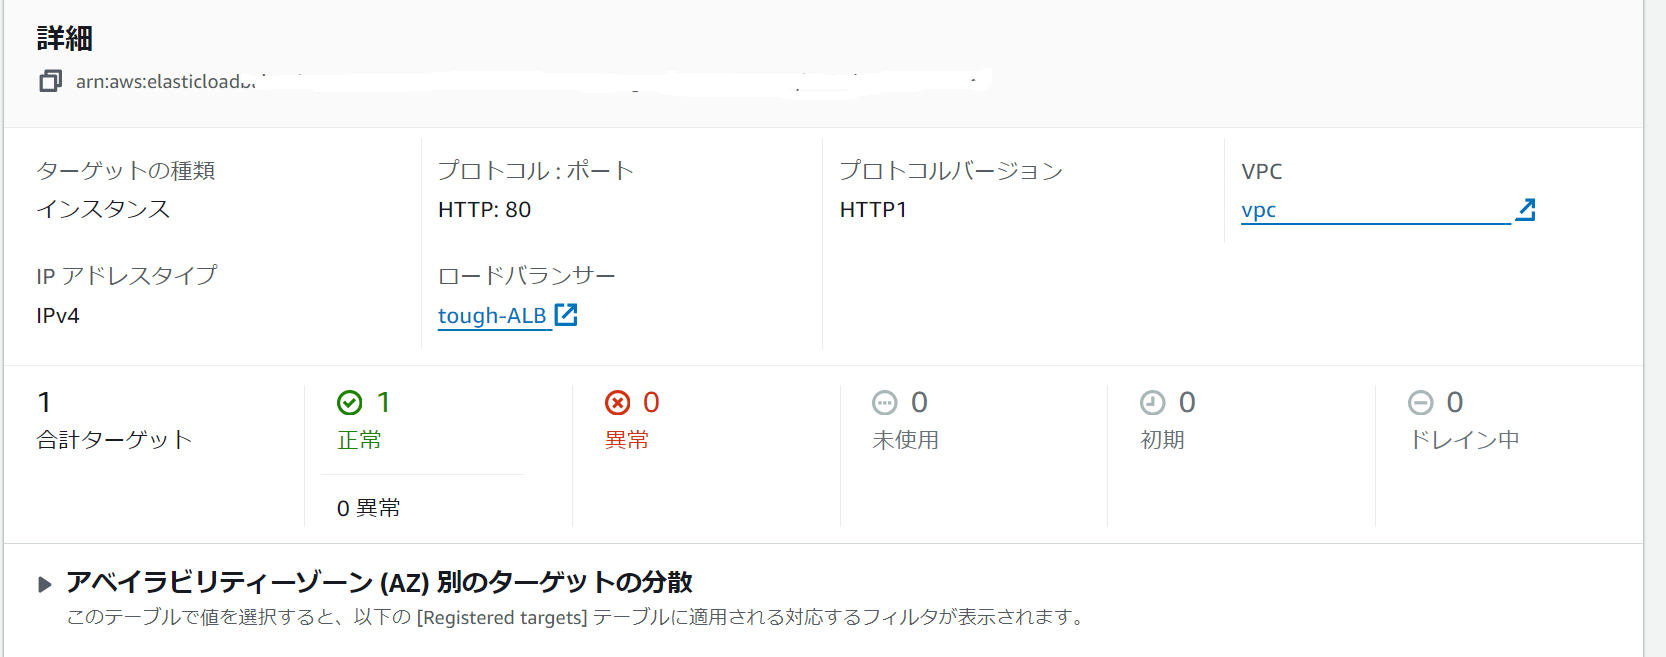 詳細
arn:aws:elasticload
ターゲットの種類
インスタンス
プロトコル : ポート
HTTP: 80
プロトコルバージョン
HTTP1
VPC
vpc
IP アドレスタイプ
IPv4
ロードバランサー
tough-ALB
1
合計ターゲット
1
正常
0 異常
0
異常
0
未使用
0
初期
0
ドレイン中
アベイラビリティーゾーン (AZ) 別のターゲットの分散
このテーブルで値を選択すると、以下の [Registered targets] テーブルに適用される対応するフィルタが表示されます。